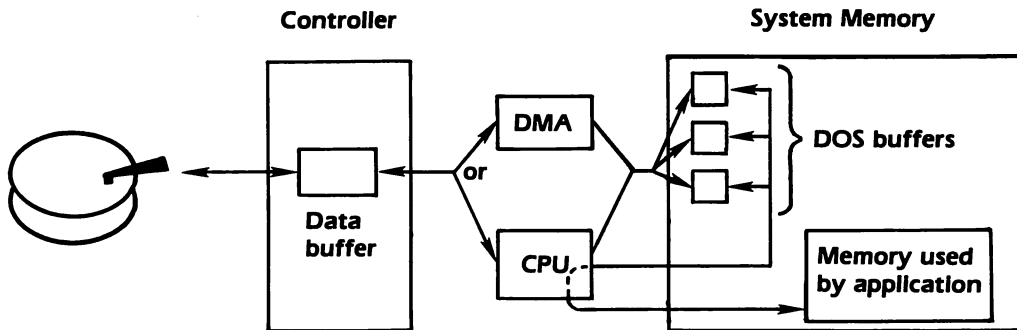 Controller
System Memory
DMA
DOS buffers
or
Data
buffer
CPU
Memory used
by application